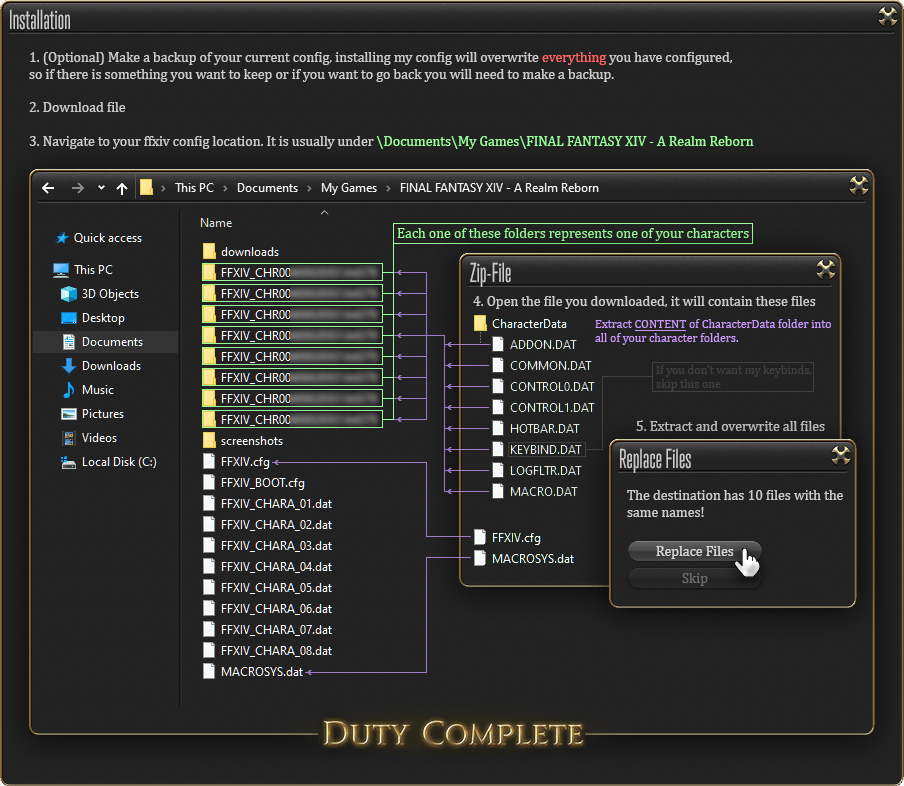 Installation
1. (Optional) Make a backup of your current config, installing my config will overwrite everything you have configured,
so if there is something you want to keep or if you want to go back you will need to make a backup.
2. Download file
3. Navigate to your ffxiv config location. It is usually under \Documents\My Games\FINAL FANTASY XIV - A Realm Reborn
This PC > Documents > My Games > FINAL FANTASY XIV - A Realm Reborn
Quick access
This PC
3D Objects
Desktop
Documents
Downloads
Music
Pictures
Videos
Local Disk (C:)
Name
downloads
FFXIV_CHR00
FFXIV_CHR00
FFXIV_CHR00
FFXIV_CHR00
FFXIV_CHR00
FFXIV_CHR00
FFXIV_CHR00
FFXIV_CHR00
screenshots
FFXIV.cfg
FFXIV_BOOT.cfg
FFXIV_CHARA_01.dat
FFXIV_CHARA_02.dat
FFXIV_CHARA_03.dat
FFXIV_CHARA_04.dat
FFXIV_CHARA_05.dat
FFXIV_CHARA_06.dat
FFXIV_CHARA_07.dat
FFXIV_CHARA_08.dat
MACROSYS.dat
Each one of these folders represents one of your characters
Zip-File
4. Open the file you downloaded, it will contain these files
CharacterData
Extract CONTENT of CharacterData folder into
all of your character folders.
ADDON.DAT
COMMON.DAT
CONTROL0.DAT
CONTROL1.DAT
HOTBAR.DAT
KEYBIND.DAT
LOGFLTR.DAT
MACRO.DAT
If you don't want my keybinds,
skip this one
FFXIV.cfg
MACROSYS.dat
5. Extract and overwrite all files
Replace Files
The destination has 10 files with the
same names!
Replace Files
Skip
DUTY COMPLETE